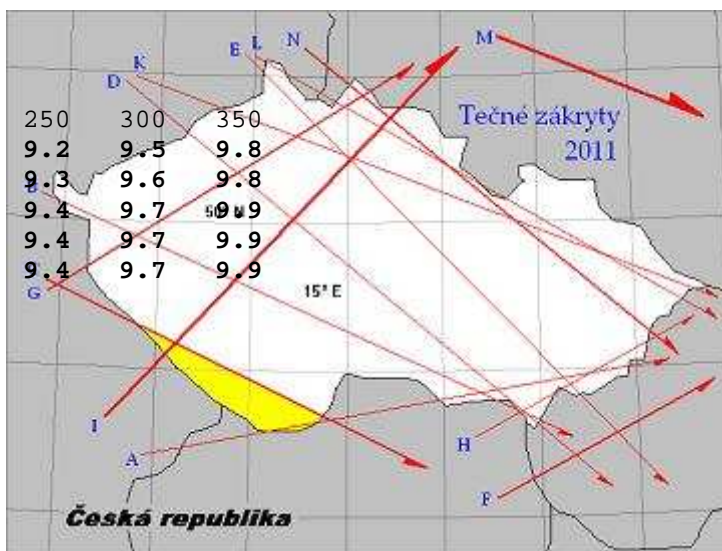 L
E
N
M
K
D
250 300 350
Tečné zákryty
2011
9.2 9.5 9.8
9.3 9.6 9.8
9.4 9.7 9.9
9.4 9.7 9.9
9.4 9.7 9.9
G
15° E
I
A
H
F
Česká republika